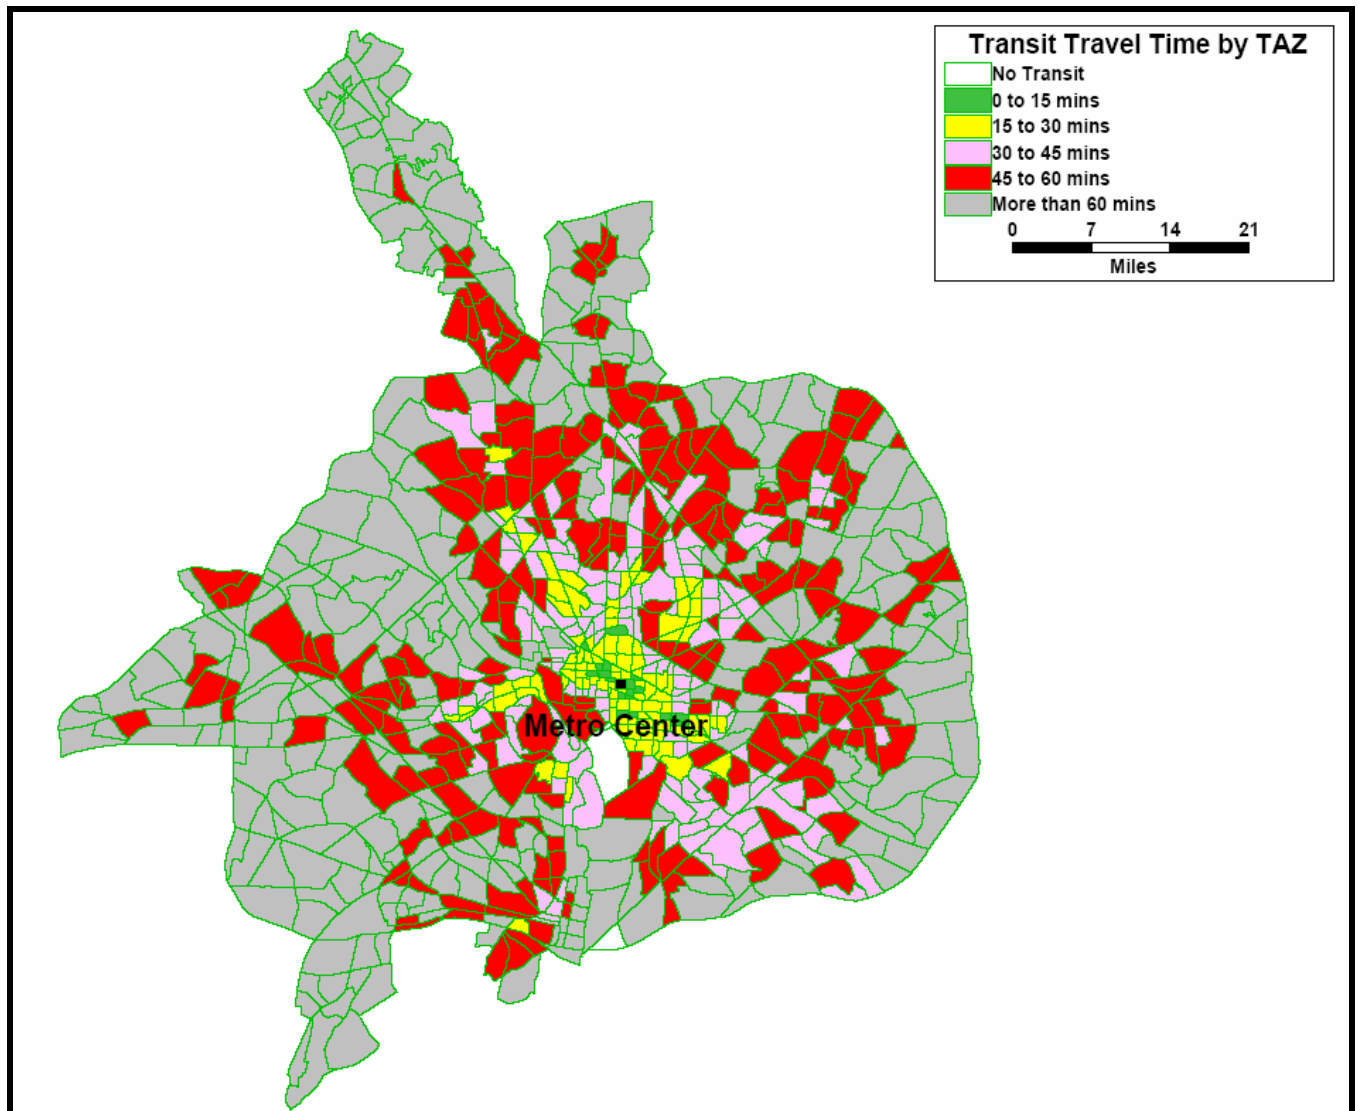 Transit Travel Time by TAZ
No Transit
0 to 15 mins
15 to 30 mins
30 to 45 mins
45 to 60 mins
More than 60 mins
0 7 14 21
Miles
Metro Center